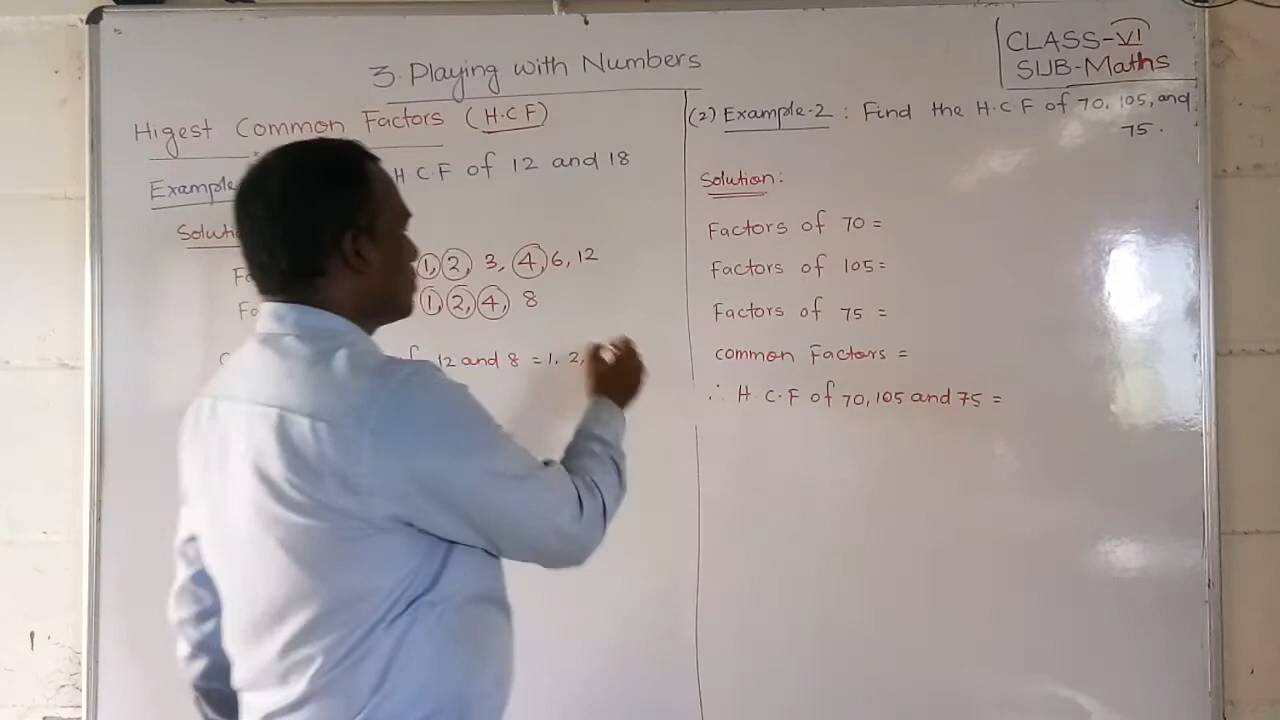 CLASS-VI
SUB-Maths
3. Playing with Numbers
Higest Common Factors (H.C.F)
Example H C.F of 12 and 18
1, 2, 3, 4, 6, 12
1, 2, 4, 8
12 and 8 = 1, 2,
(2) Example-2 : Find the H.C.F of 70, 105, and
75.
Solution:
Factors of 70 =
Factors of 105=
Factors of 75 =
common Factors =
∴ H C.F of 70, 105 and 75 =